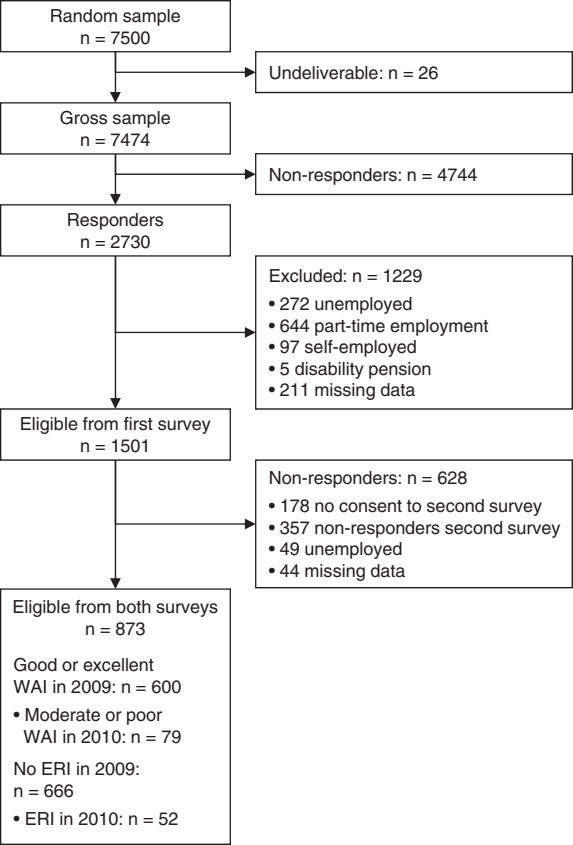 Random sample
n = 7500
Undeliverable: n = 26
Gross sample
n = 7474
Non-responders: n = 4744
Responders
n = 2730
Excluded: n = 1229
• 272 unemployed
• 644 part-time employment
• 97 self-employed
• 5 disability pension
• 211 missing data
Eligible from first survey
n = 1501
Non-responders: n = 628
• 178 no consent to second survey
• 357 non-responders second survey
• 49 unemployed
• 44 missing data
Eligible from both surveys
n = 873
Good or excellent
WAI in 2009: n = 600
• Moderate or poor
WAI in 2010: n = 79
No ERI in 2009:
n = 666
• ERI in 2010: n = 52